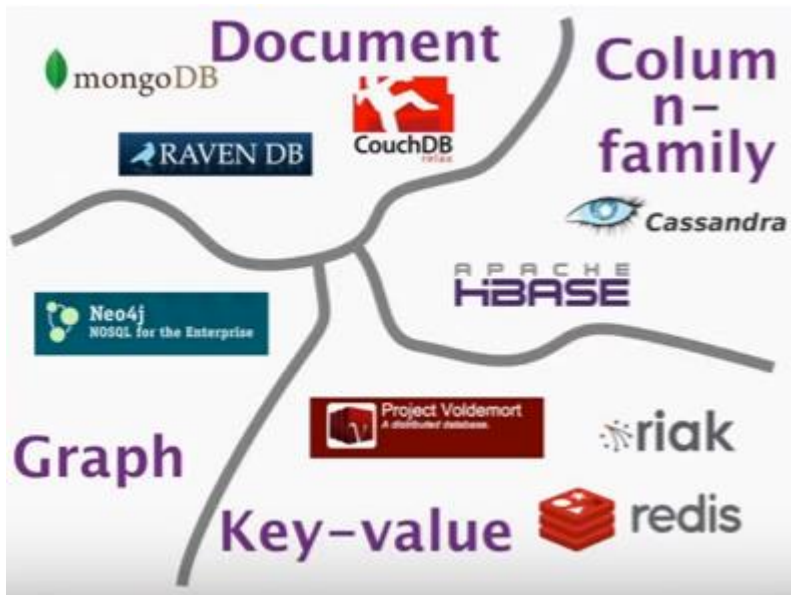 Document
mongoDB
CouchDB
relax
RAVEN DB
Colum
n-
family
Cassandra
APACHE
HBASE
Neo4j
NOSQL for the Enterprise
Graph
Project Voldemort
A distributed database.
V
riak
redis
Key-value